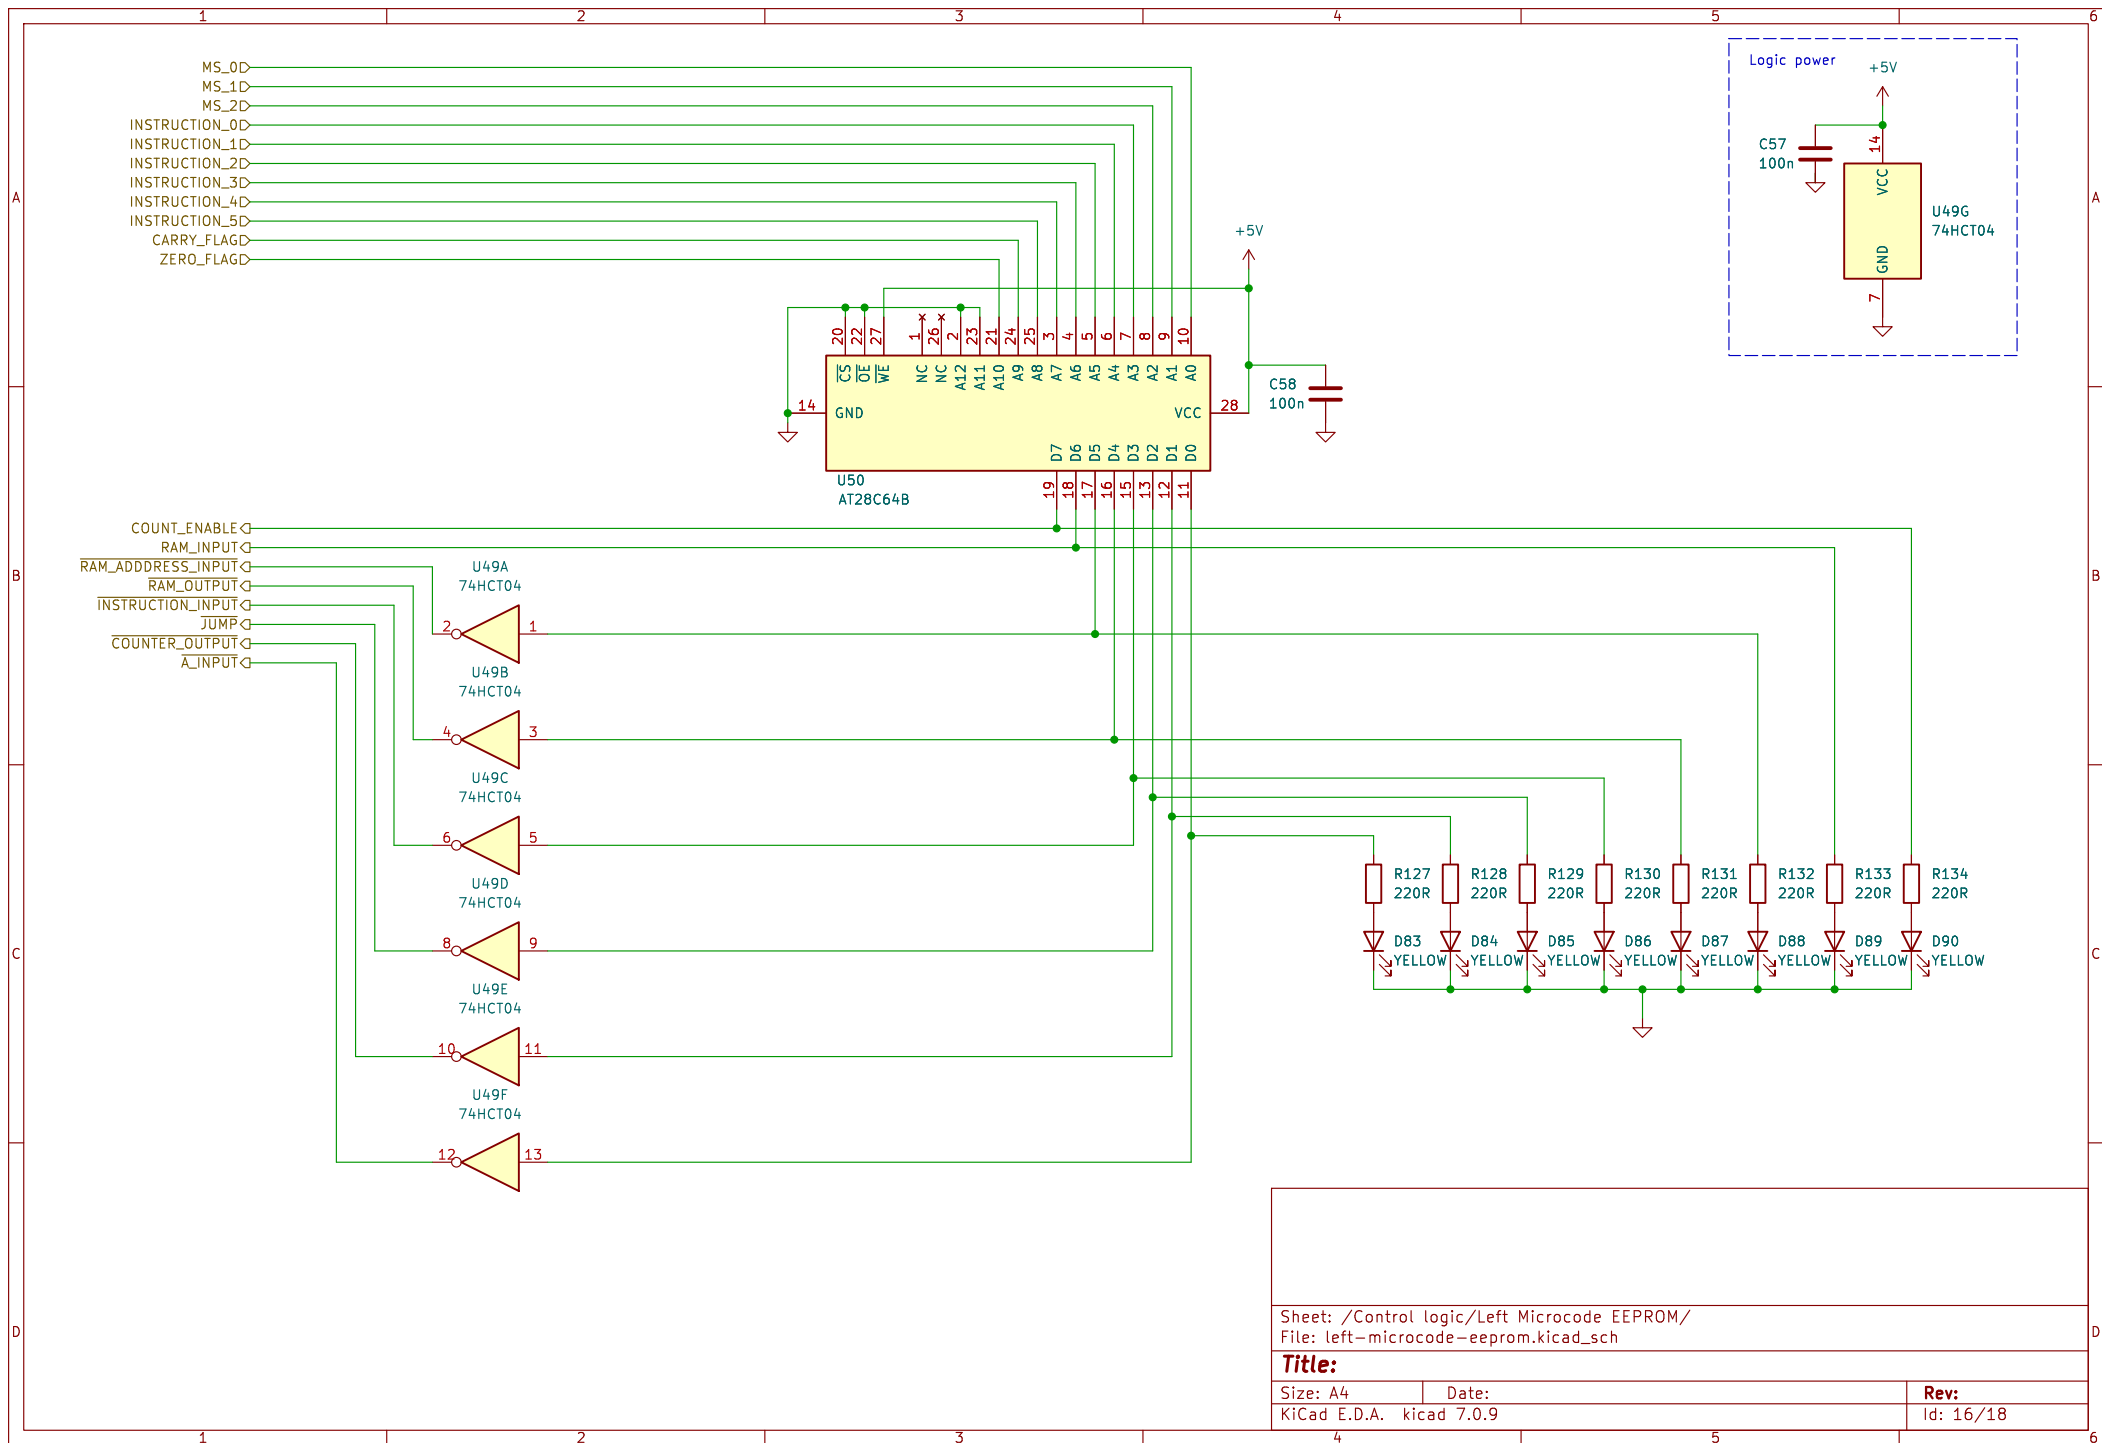 1 2 3 4 5 6
Logic power
+5V
C57
100n
14
VCC
GND
7
U49G
74HCT04
MS_0
MS_1
MS_2
INSTRUCTION_0
INSTRUCTION_1
INSTRUCTION_2
INSTRUCTION_3
INSTRUCTION_4
INSTRUCTION_5
CARRY_FLAG
ZERO_FLAG
A A
+5V
20 22 27 1 26 2 23 21 24 25 3 4 5 6 7 8 9 10
CS OE WE NC NC A12 A11 A10 A9 A8 A7 A6 A5 A4 A3 A2 A1 A0
14 GND VCC 28
C58
100n
D7 D6 D5 D4 D3 D2 D1 D0
U50
AT28C64B
19 18 17 16 15 13 12 11
COUNT_ENABLE
RAM_INPUT
RAM_ADDDRESS_INPUT
RAM_OUTPUT
INSTRUCTION_INPUT
JUMP
COUNTER_OUTPUT
A_INPUT
B B
U49A
74HCT04
2 1
U49B
74HCT04
4 3
U49C
74HCT04
6 5
U49D
74HCT04
8 9
U49E
74HCT04
10 11
U49F
74HCT04
12 13
R127 R128 R129 R130 R131 R132 R133 R134
220R 220R 220R 220R 220R 220R 220R 220R
D83 D84 D85 D86 D87 D88 D89 D90
YELLOW YELLOW YELLOW YELLOW YELLOW YELLOW YELLOW YELLOW
C C
Sheet: /Control logic/Left Microcode EEPROM/
File: left-microcode-eeprom.kicad_sch
Title:
Size: A4 Date: Rev:
KiCad E.D.A. kicad 7.0.9 Id: 16/18
D D
1 2 3 4 5 6